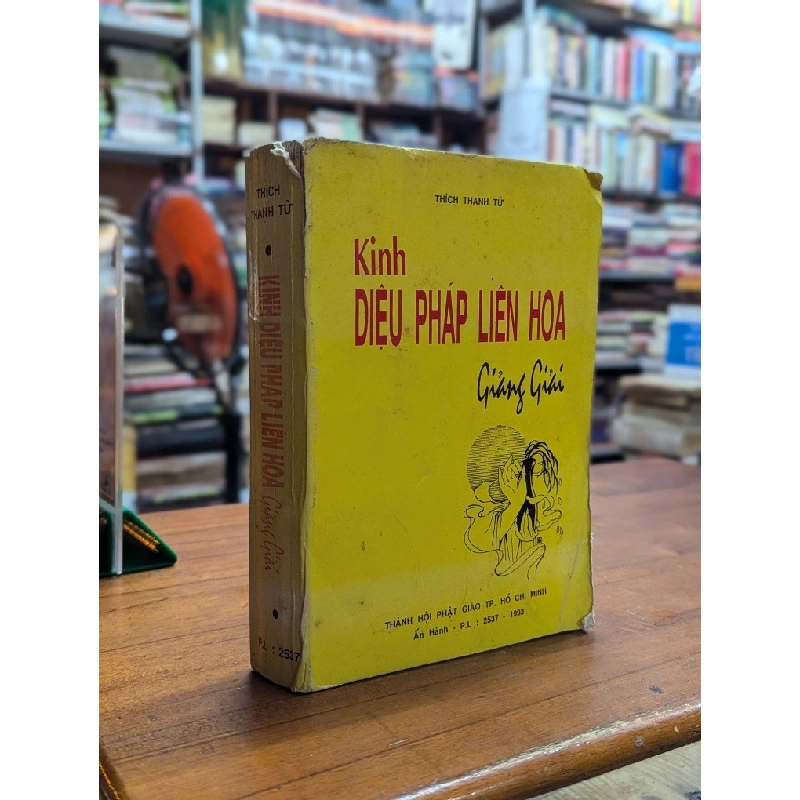 THÍCH
THANH TỪ
KINH DIỆU PHÁP LIÊN HOA Giảng Giải
P.L : 2537
THÍCH THANH TỪ
Kinh
DIỆU PHÁP LIÊN HOA
Giảng Giải
THÀNH HỘI PHẬT GIÁO TP. HỒ CHÍ MINH
Ấn Hành - P.L : 2537 - 1993